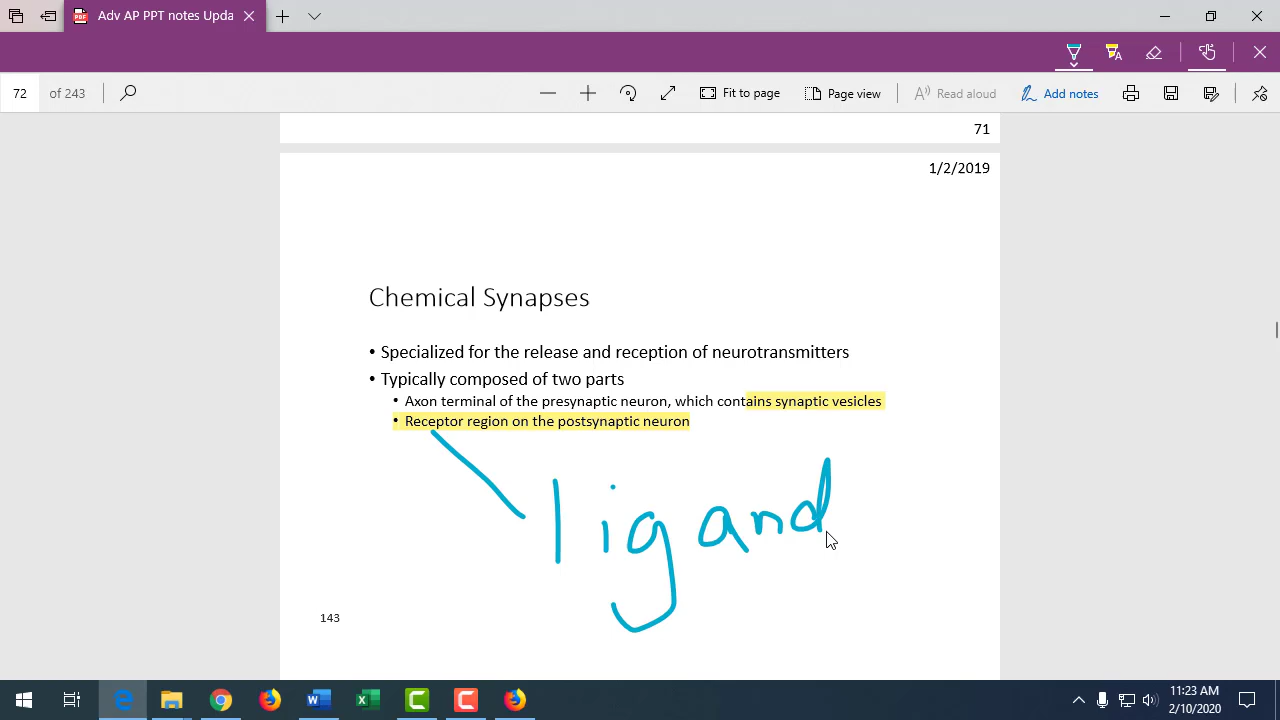 Adv AP PPT notes Upda
72 of 243
Fit to page
Page view
Read aloud
Add notes
71
1/2/2019
Chemical Synapses
• Specialized for the release and reception of neurotransmitters
• Typically composed of two parts
• Axon terminal of the presynaptic neuron, which contains synaptic vesicles
• Receptor region on the postsynaptic neuron
ligand
143
11:23 AM
2/10/2020